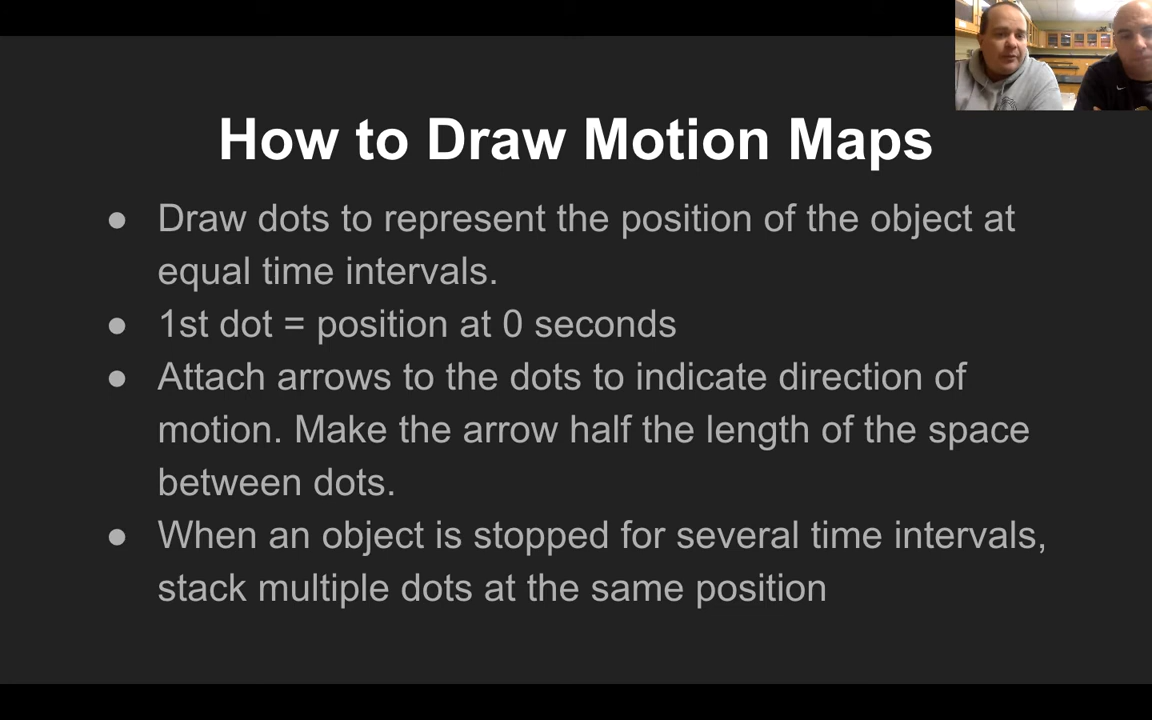 How to Draw Motion Maps
● Draw dots to represent the position of the object at
equal time intervals.
● 1st dot = position at 0 seconds
● Attach arrows to the dots to indicate direction of
motion. Make the arrow half the length of the space
between dots.
● When an object is stopped for several time intervals,
stack multiple dots at the same position